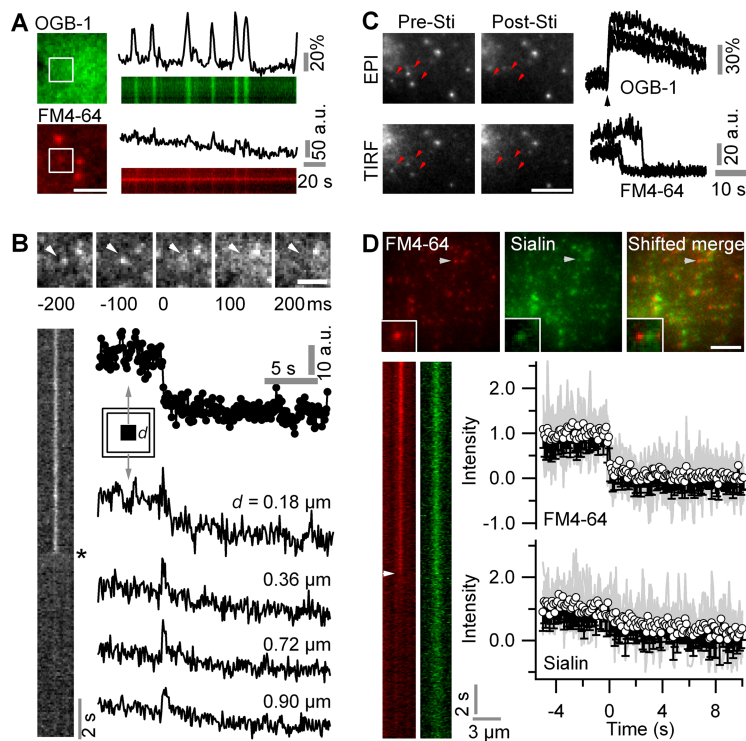 A
OGB-1
20%
FM4-64
50 a.u.
20 s
B
-200 -100 0 100 200 ms
5 s
10 a.u.
d
d = 0.18 μm
*
0.36 μm
0.72 μm
0.90 μm
2 s
C
Pre-Sti Post-Sti
EPI
30%
OGB-1
TIRF
20 a.u.
FM4-64
10 s
D
FM4-64 Sialin Shifted merge
Intensity
2.0
1.0
0.0
-1.0
FM4-64
Intensity
2.0
0.0
Sialin
-4 0 4 8
Time (s)
2 s
3 μm